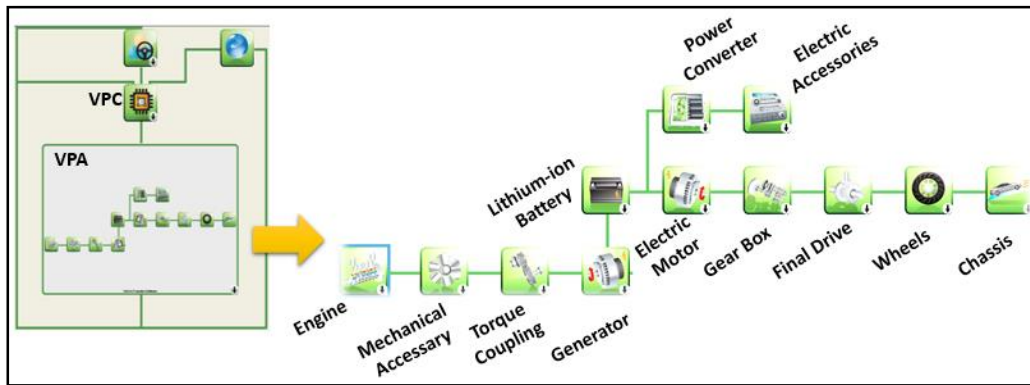 VPC
VPA
Engine
Mechanical
Accessary
Torque
Coupling
Generator
Lithium-ion
Battery
Power
Converter
Electric
Accessories
Electric
Motor
Gear Box
Final Drive
Wheels
Chassis